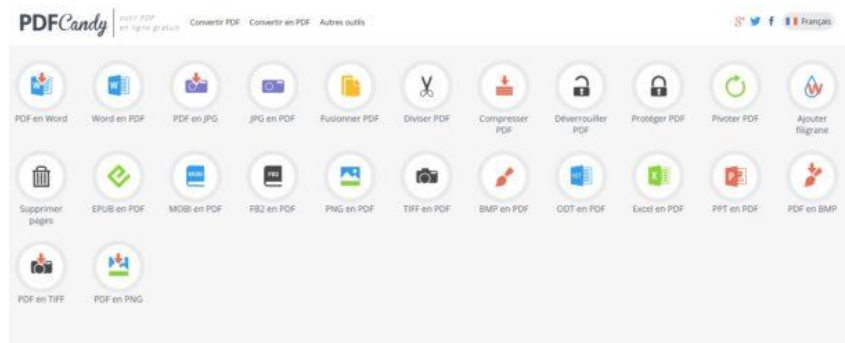 PDFCandy
outil PDF
en ligne gratuit
Convertir PDF Convertir en PDF Autres outils
Français
PDF en Word Word en PDF PDF en JPG JPG en PDF Fusionner PDF Diviser PDF Compresser PDF Déverrouiller PDF Protéger PDF Pivoter PDF Ajouter filigrane
Supprimer pages EPUB en PDF MOBI en PDF FB2 en PDF PNG en PDF TIFF en PDF BMP en PDF ODT en PDF Excel en PDF PPT en PDF PDF en BMP
PDF en TIFF PDF en PNG